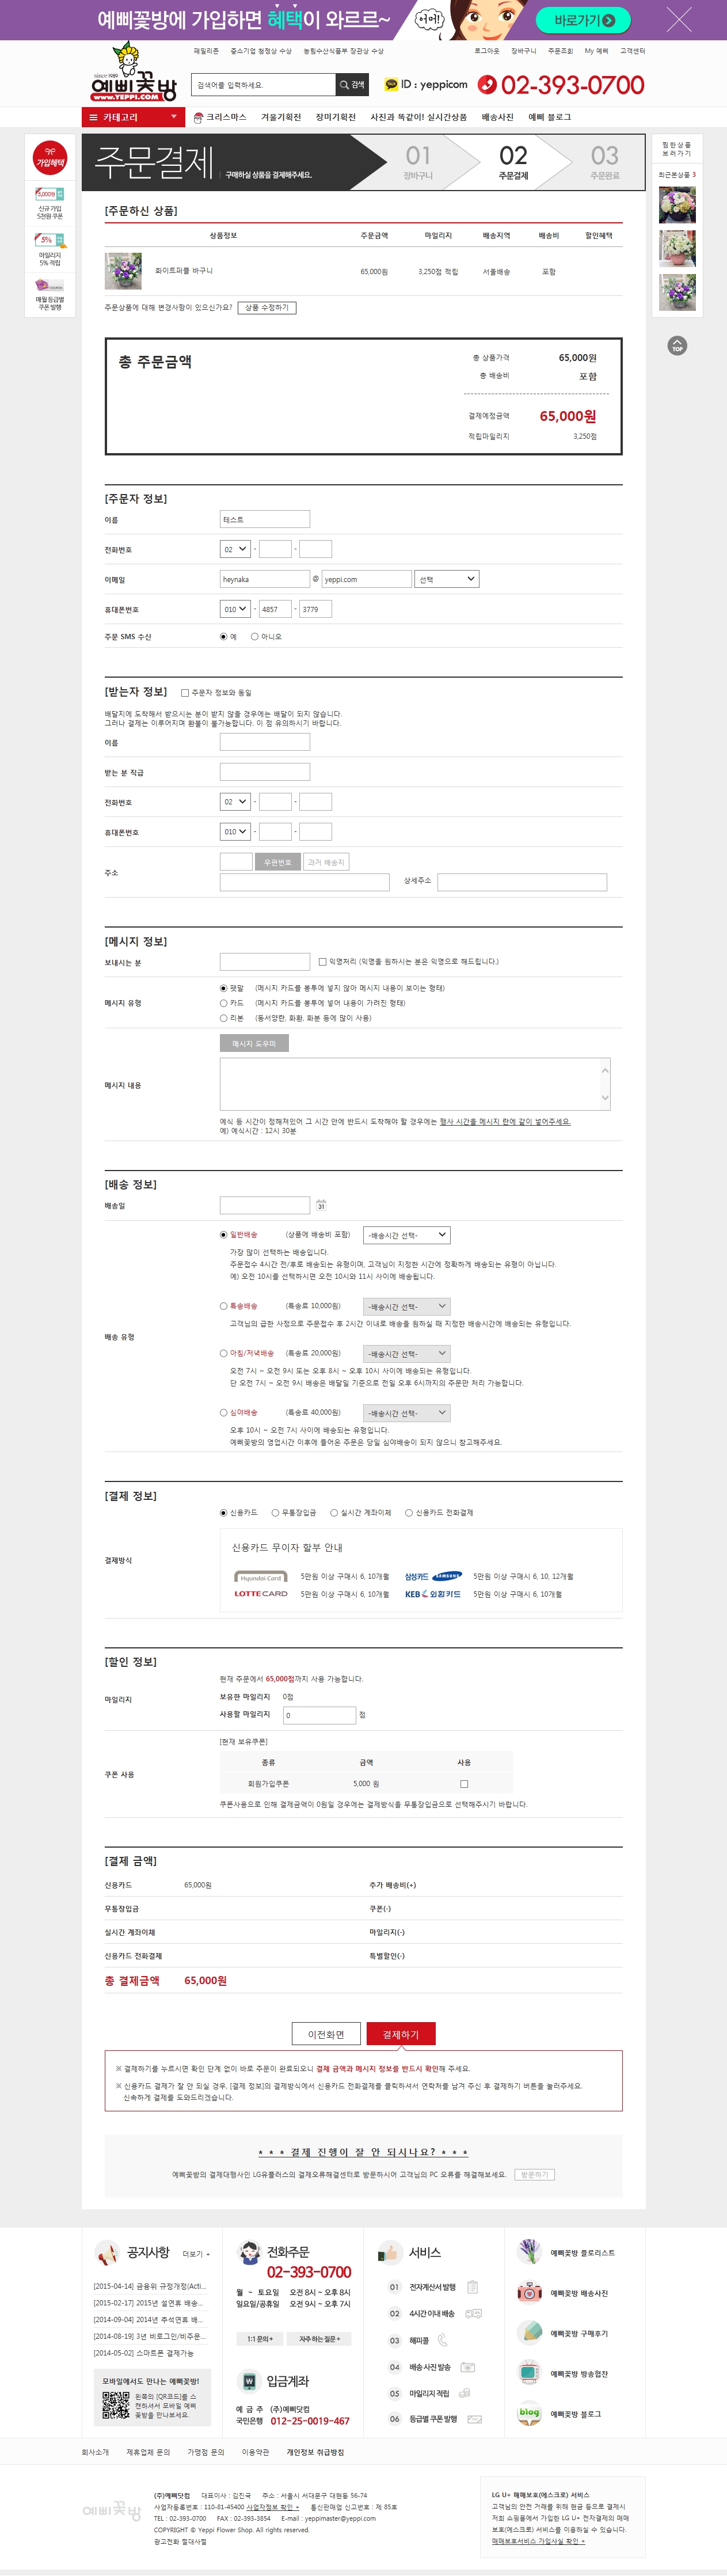 예삐꽃방에 가입하면 혜택이 와르르~
어머!
바로가기
패밀리존 중소기업 청정상 수상 농림수산식품부 장관상 수상
로그아웃 장바구니 주문조회 My 예삐 고객센터
since 1989
예삐꽃방
WWW.YEPPI.COM
검색어를 입력하세요.
검색
ID : yeppicom
02-393-0700
카테고리
크리스마스 겨울기획전 장미기획전 사진과 똑같이! 실시간상품 배송사진 예삐 블로그
가입혜택
5,000원
신규 가입
5천원 쿠폰
5%
마일리지
5% 적립
매월 등급별
쿠폰 발행
주문결제
구매하실 상품을 결제해주세요.
01
장바구니
02
주문결제
03
주문완료
찜한상품
보러가기
최근본상품 3
TOP
[주문하신 상품]
상품정보 주문금액 마일리지 배송지역 배송비 할인혜택
화이트퍼플 바구니 65,000원 3,250점 적립 서울배송 포함
주문상품에 대해 변경사항이 있으신가요? 상품 수정하기
총 주문금액
총 상품가격 65,000원
총 배송비 포함
결제예정금액 65,000원
적립마일리지 3,250점
[주문자 정보]
이름 테스트
전화번호 02 - -
이메일 heynaka @ yeppi.com 선택
휴대폰번호 010 - 4857 - 3779
주문 SMS 수신 예 아니오
[받는자 정보] 주문자 정보와 동일
배달지에 도착해서 받으시는 분이 받지 않을 경우에는 배달이 되지 않습니다.
그러나 결제는 이루어지며 환불이 불가능합니다. 이 점 유의하시기 바랍니다.
이름
받는 분 직급
전화번호 02 - -
휴대폰번호 010 - -
주소 우편번호 과거 배송지
상세주소
[메시지 정보]
보내시는 분 익명처리 (익명을 원하시는 분은 익명으로 해드립니다.)
메시지 유형
팻말 (메시지 카드를 봉투에 넣지 않아 메시지 내용이 보이는 형태)
카드 (메시지 카드를 봉투에 넣어 내용이 가려진 형태)
리본 (동서양란, 화환, 화분 등에 많이 사용)
메시지 도우미
메시지 내용
예식 등 시간이 정해져있어 그 시간 안에 반드시 도착해야 할 경우에는 행사 시간을 메시지 란에 같이 넣어주세요.
예) 예식시간 : 12시 30분
[배송 정보]
배송일 31
배송 유형
일반배송 (상품에 배송비 포함) -배송시간 선택-
가장 많이 선택하는 배송입니다.
주문접수 4시간 전/후로 배송되는 유형이며, 고객님이 지정한 시간에 정확하게 배송되는 유형이 아닙니다.
예) 오전 10시를 선택하시면 오전 10시와 11시 사이에 배송됩니다.
특송배송 (특송료 10,000원) -배송시간 선택-
고객님의 급한 사정으로 주문접수 후 2시간 이내로 배송을 원하실 때 지정한 배송시간에 배송되는 유형입니다.
아침/저녁배송 (특송료 20,000원) -배송시간 선택-
오전 7시 ~ 오전 9시 또는 오후 8시 ~ 오후 10시 사이에 배송되는 유형입니다.
단 오전 7시 ~ 오전 9시 배송은 배달일 기준으로 전일 오후 6시까지의 주문만 처리 가능합니다.
심야배송 (특송료 40,000원) -배송시간 선택-
오후 10시 ~ 오전 7시 사이에 배송되는 유형입니다.
예삐꽃방의 영업시간 이후에 들어온 주문은 당일 심야배송이 되지 않으니 참고해주세요.
[결제 정보]
신용카드 무통장입금 실시간 계좌이체 신용카드 전화결제
결제방식
신용카드 무이자 할부 안내
Hyundai Card 5만원 이상 구매시 6, 10개월
삼성카드 SAMSUNG 5만원 이상 구매시 6, 10, 12개월
LOTTE CARD 5만원 이상 구매시 6, 10개월
KEB 외환카드 5만원 이상 구매시 6, 10개월
[할인 정보]
마일리지
현재 주문에서 65,000점까지 사용 가능합니다.
보유한 마일리지 0점
사용할 마일리지 0 점
쿠폰 사용
[현재 보유쿠폰]
종류 금액 사용
회원가입쿠폰 5,000 원
쿠폰사용으로 인해 결제금액이 0원일 경우에는 결제방식을 무통장입금으로 선택해주시기 바랍니다.
[결제 금액]
신용카드 65,000원 추가 배송비(+)
무통장입금 쿠폰(-)
실시간 계좌이체 마일리지(-)
신용카드 전화결제 특별할인(-)
총 결제금액 65,000원
이전화면 결제하기
※ 결제하기를 누르시면 확인 단계 없이 바로 주문이 완료되오니 결제 금액과 메시지 정보를 반드시 확인해 주세요.
※ 신용카드 결제가 잘 안 되실 경우, [결제 정보]의 결제방식에서 신용카드 전화결제를 클릭하셔서 연락처를 남겨 주신 후 결제하기 버튼을 눌러주세요.
신속하게 결제를 도와드리겠습니다.
* * * 결제 진행이 잘 안 되시나요? * * *
예삐꽃방의 결제대행사인 LG유플러스의 결제오류해결센터로 방문하시어 고객님의 PC 오류를 해결해보세요. 방문하기
공지사항 더보기 +
[2015-04-14] 금융위 규정개정(Acti...
[2015-02-17] 2015년 설연휴 배송...
[2014-09-04] 2014년 추석연휴 배...
[2014-08-19] 3년 비로그인/비주문...
[2014-05-02] 스마트폰 결제가능
모바일에서도 만나는 예삐꽃방!
왼쪽의 [QR코드]를 스
캔하셔서 모바일 예삐
꽃방을 만나보세요.
전화주문
02-393-0700
월 ~ 토요일 오전 8시 ~ 오후 8시
일요일/공휴일 오전 9시 ~ 오후 7시
1:1 문의 + 자주 하는 질문 +
입금계좌
예 금 주 (주)예삐닷컴
국민은행 012-25-0019-467
서비스
01 전자계산서 발행
02 4시간 이내 배송
03 해피콜
04 배송 사진 발송
05 마일리지 적립
06 등급별 쿠폰 발행
예삐꽃방 플로리스트
예삐꽃방 배송사진
예삐꽃방 구매후기
예삐꽃방 방송협찬
blog
예삐꽃방 블로그
회사소개 제휴업체 문의 가맹점 문의 이용약관 개인정보 취급방침
예삐꽃방
(주)예삐닷컴 대표이사 : 김진국 주소 : 서울시 서대문구 대현동 56-74
사업자등록번호 : 110-81-45400 사업자정보 확인 + 통신판매업 신고번호 : 제 85호
TEL : 02-393-0700 FAX : 02-393-3854 E-mail : yeppimaster@yeppi.com
COPYRIGHT © Yeppi Flower Shop. All rights reserved.
광고전화 절대사절
LG U+ 매매보호(에스크로) 서비스
고객님의 안전 거래를 위해 현금 등으로 결제시
저희 쇼핑몰에서 가입한 LG U+ 전자결제의 매매
보호(에스크로) 서비스를 이용하실 수 있습니다.
매매보호서비스 가입사실 확인 +